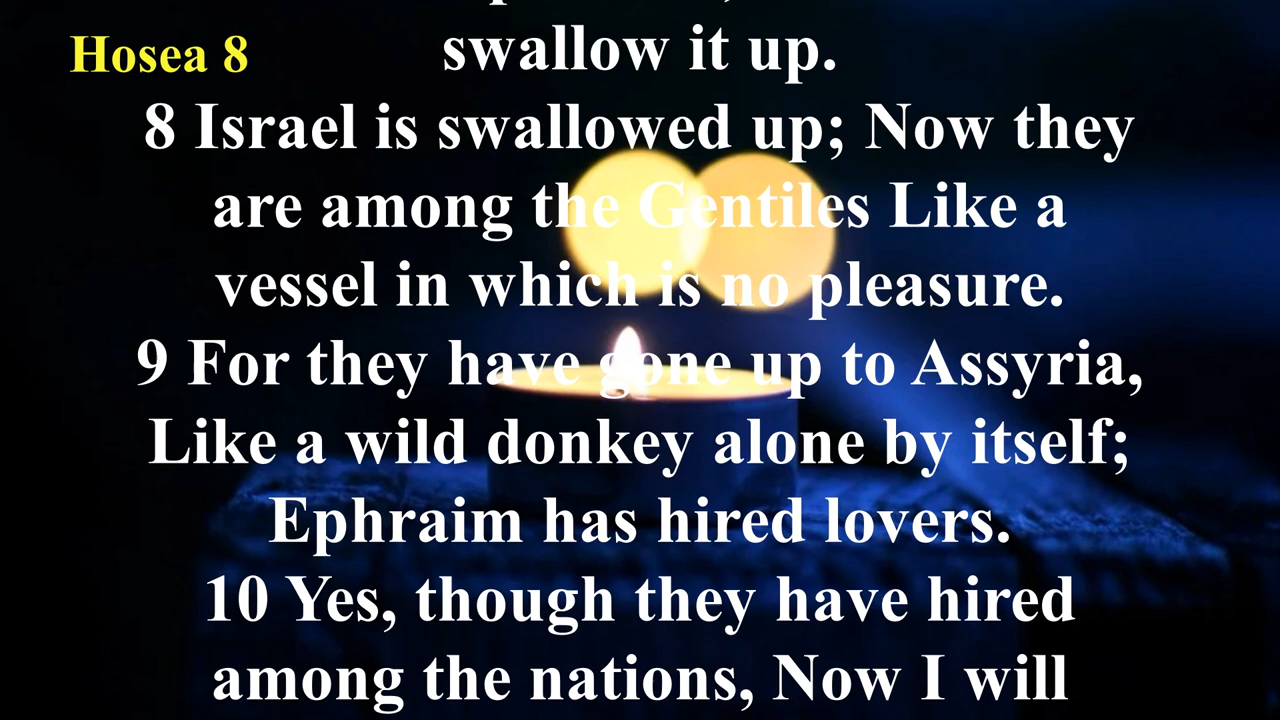 Hosea 8
swallow it up.
8 Israel is swallowed up; Now they
are among the Gentiles Like a
vessel in which is no pleasure.
9 For they have gone up to Assyria,
Like a wild donkey alone by itself;
Ephraim has hired lovers.
10 Yes, though they have hired
among the nations, Now I will